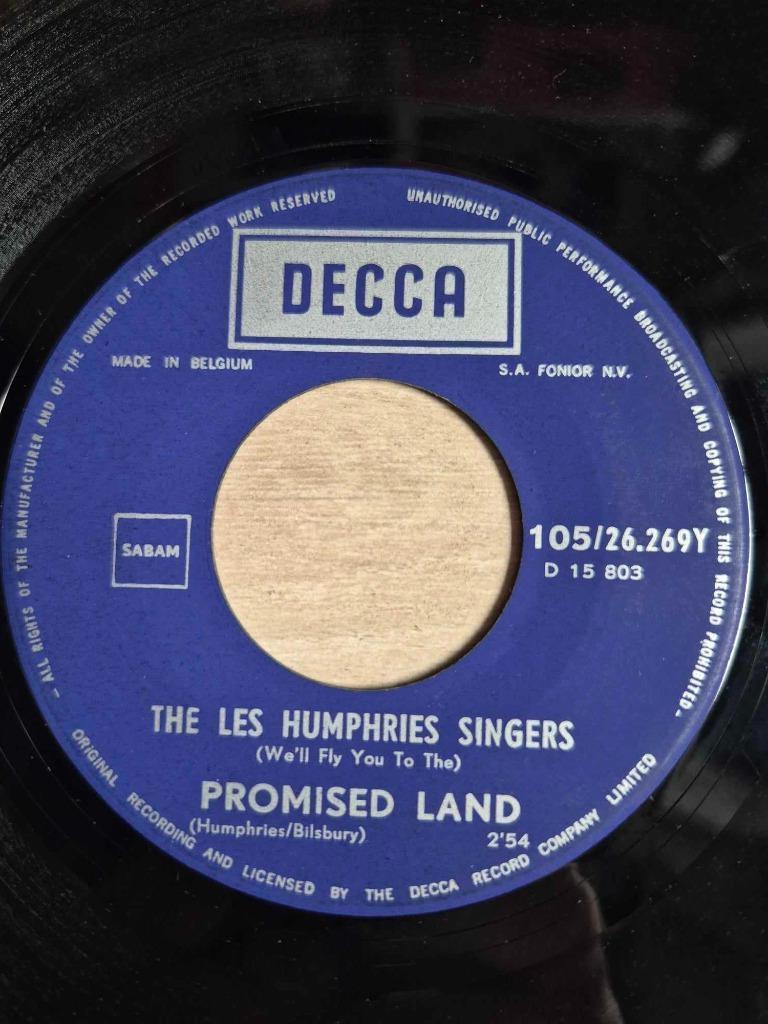 - ALL RIGHTS OF THE MANUFACTURER AND OF THE OWNER OF THE RECORDED WORK RESERVED
UNAUTHORISED PUBLIC PERFORMANCE BROADCASTING AND COPYING OF THIS RECORD PROHIBITED -
DECCA
MADE IN BELGIUM
S.A. FONIOR N.V.
SABAM
105/26.269Y
D 15 803
THE LES HUMPHRIES SINGERS
(We'll Fly You To The)
PROMISED LAND
(Humphries/Bilsbury)
2'54
ORIGINAL RECORDING AND LICENSED BY THE DECCA RECORD COMPANY LIMITED